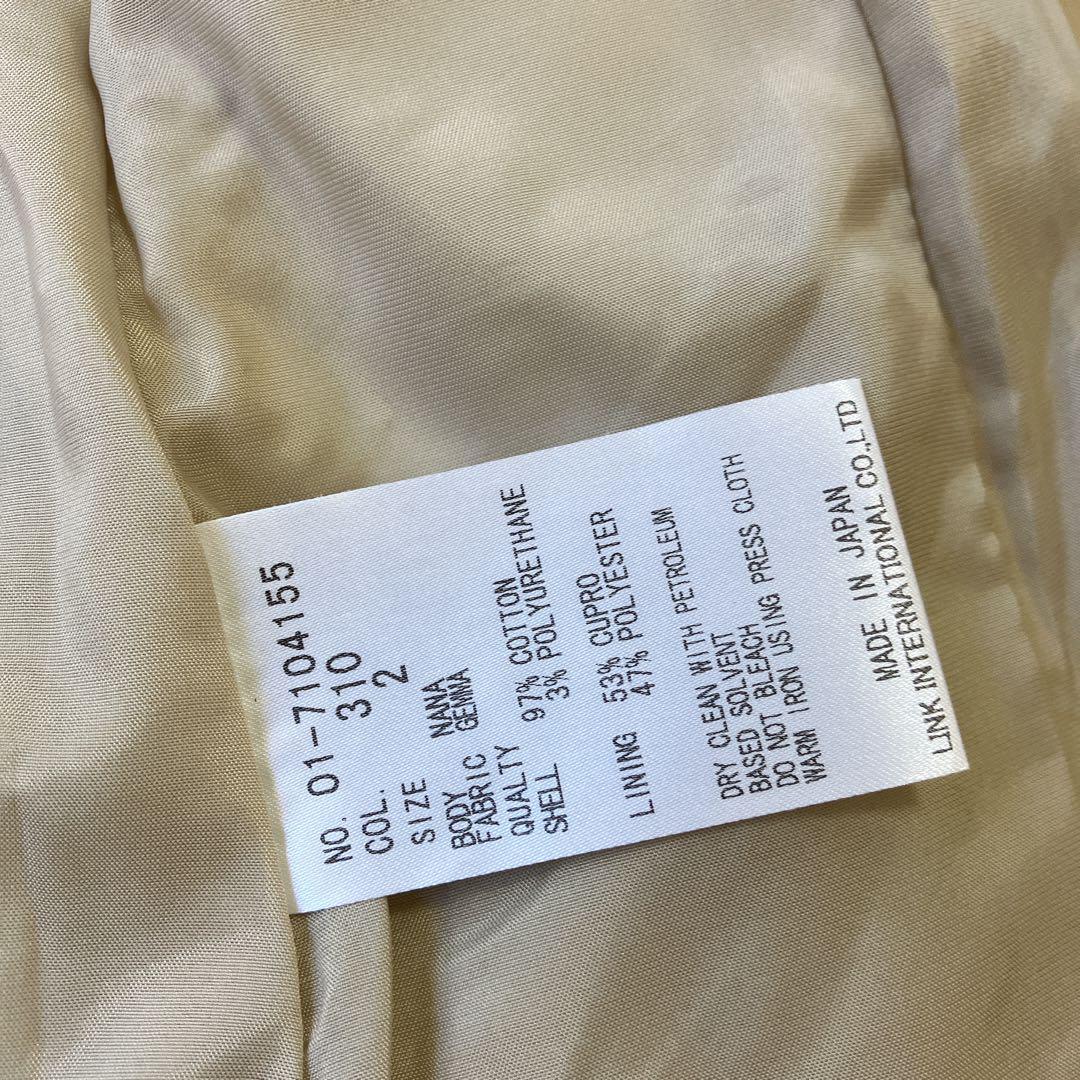 NO. 01-7104155
COL. 310
SIZE 2
BODY NANA
FABRIC GEMMA
QUALTY 97% COTTON
SHELL 3% POLYURETHANE
LINING 53% CUPRO
47% POLYESTER
DRY CLEAN WITH PETROLEUM
BASED SOLVENT
DO NOT BLEACH
WARM IRON USING PRESS CLOTH
MADE IN JAPAN
LINK INTERNATIONAL CO.,LTD